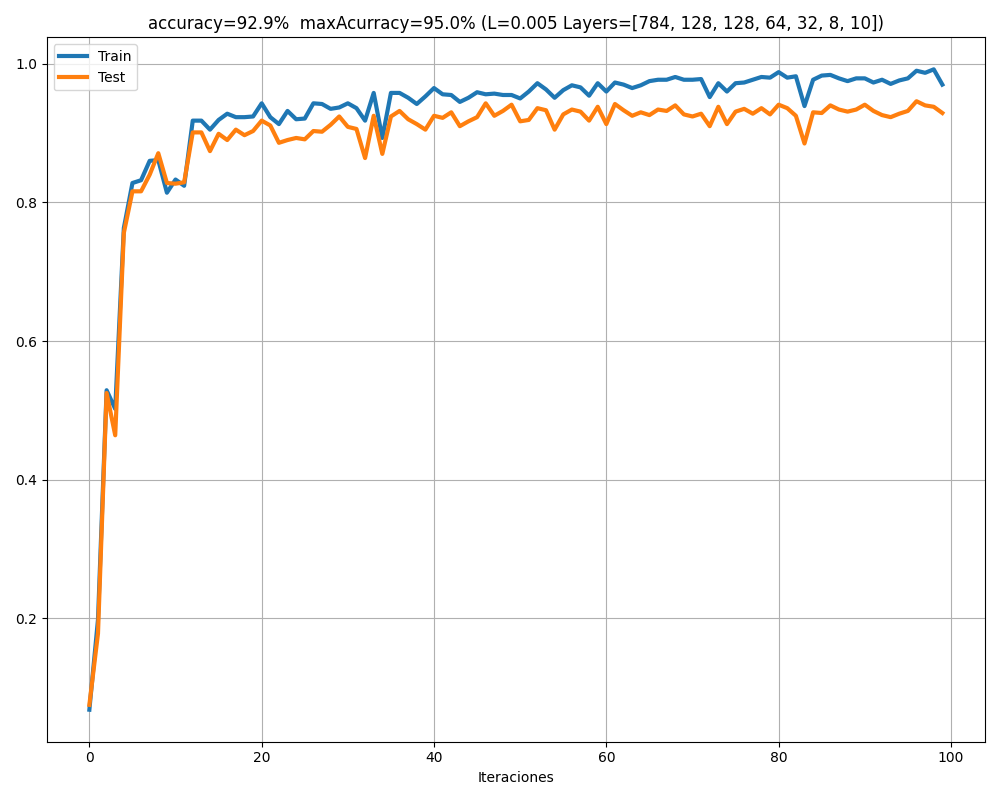 accuracy=92.9%  maxAcurracy=95.0% (L=0.005 Layers=[784, 128, 128, 64, 32, 8, 10])
Train
Test
1.0
0.8
0.6
0.4
0.2
0 20 40 60 80 100
Iteraciones